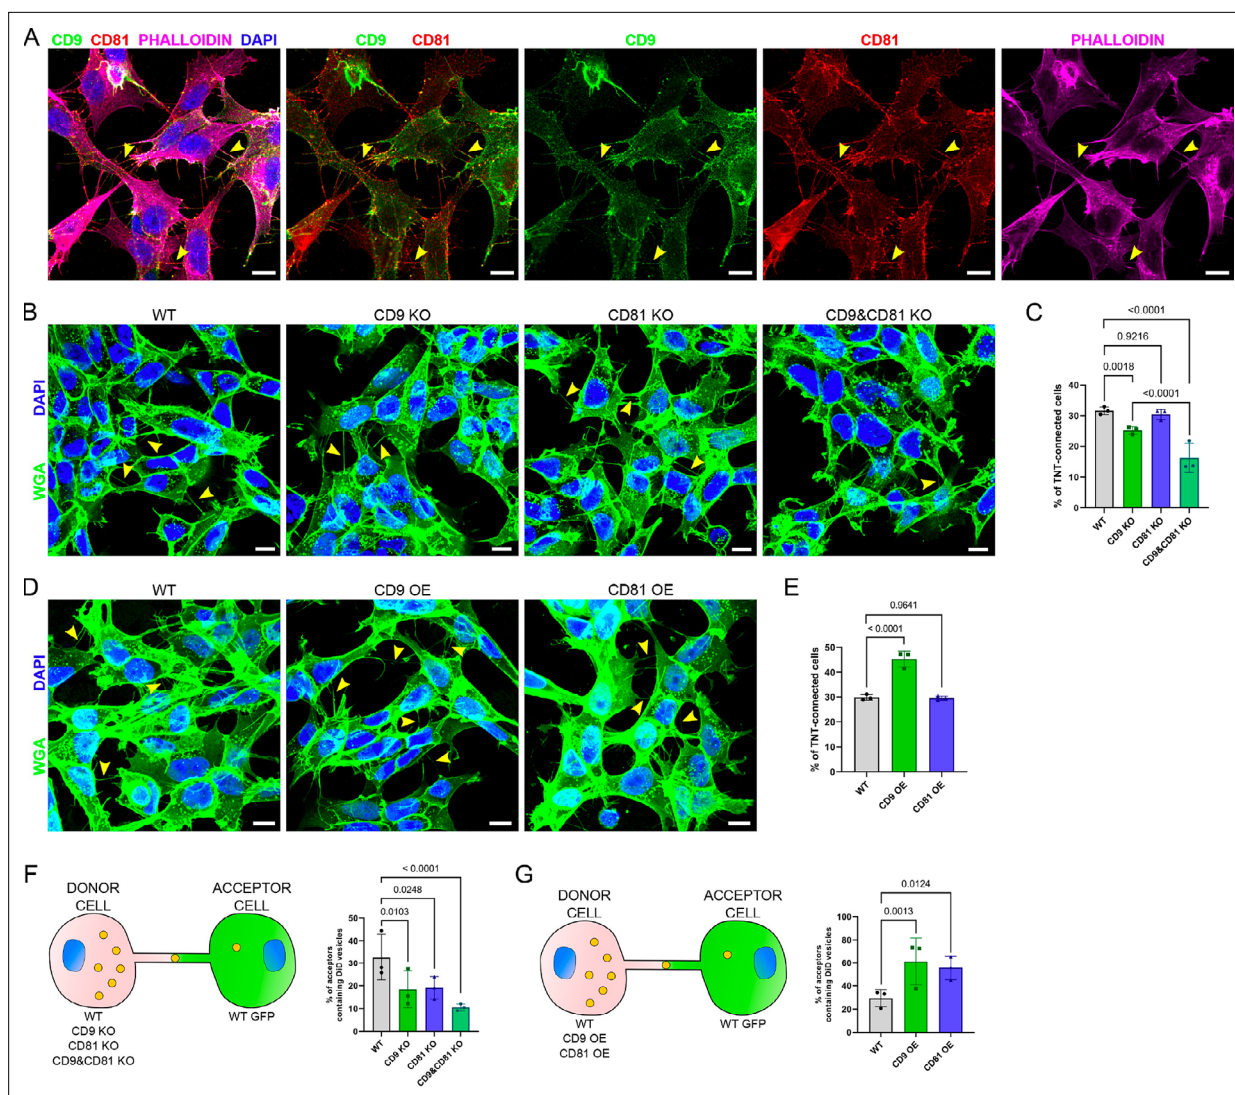 A
CD9 CD81 PHALLOIDIN DAPI
CD9 CD81
CD9
CD81
PHALLOIDIN
B
WT
CD9 KO
CD81 KO
CD9&CD81 KO
WGA DAPI
C
<0.0001
0.9216
0.0018
<0.0001
% of TNT-connected cells
40
30
20
10
0
WT
CD9 KO
CD81 KO
CD9&CD81 KO
D
WT
CD9 OE
CD81 OE
WGA DAPI
E
0.9641
< 0.0001
% of TNT-connected cells
50
40
30
20
10
0
WT
CD9 OE
CD81 OE
F
DONOR
CELL
ACCEPTOR
CELL
WT
CD9 KO
CD81 KO
CD9&CD81 KO
WT GFP
< 0.0001
0.0248
0.0103
% of acceptors
containing DiD vesicles
50
40
30
20
10
0
WT
CD9 KO
CD81 KO
CD9&CD81 KO
G
DONOR
CELL
ACCEPTOR
CELL
WT
CD9 OE
CD81 OE
WT GFP
0.0124
0.0013
% of acceptors
containing DiD vesicles
100
80
60
40
20
0
WT
CD9 OE
CD81 OE